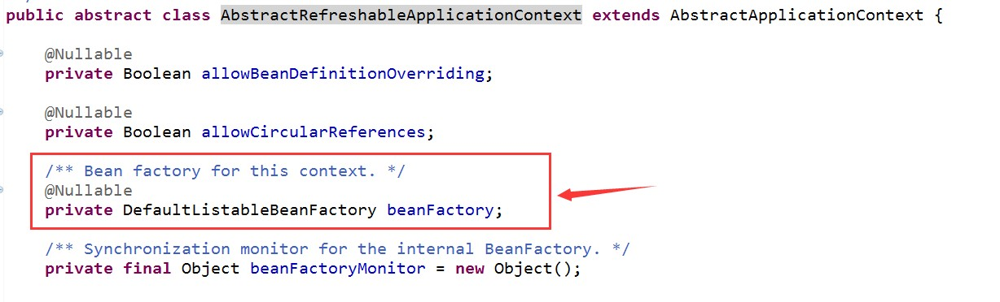 public abstract class AbstractRefreshableApplicationContext extends AbstractApplicationContext {
@Nullable
private Boolean allowBeanDefinitionOverriding;
@Nullable
private Boolean allowCircularReferences;
/** Bean factory for this context. */
@Nullable
private DefaultListableBeanFactory beanFactory;
/** Synchronization monitor for the internal BeanFactory. */
private final Object beanFactoryMonitor = new Object();